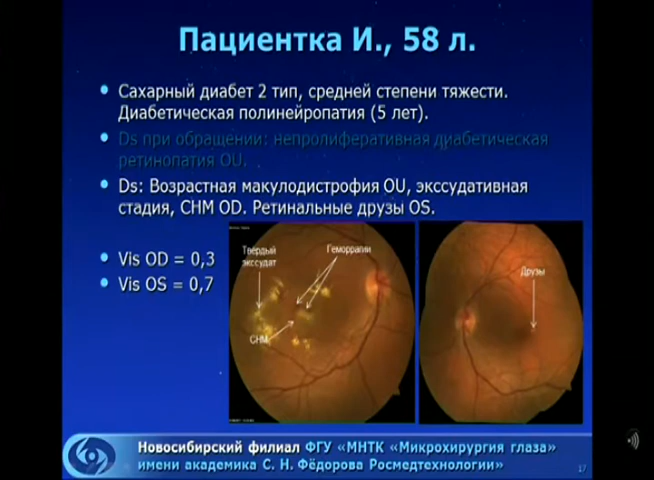 Пациентка И., 58 л.
Сахарный диабет 2 тип, средней степени тяжести.
Диабетическая полинейропатия (5 лет).
Ds при обращении: непролиферативная диабетическая
ретинопатия OU.
Ds: Возрастная макулодистрофия OU, экссудативная
стадия, СНМ OD. Ретинальные друзы OS.
Vis OD = 0,3
Vis OS = 0,7
Твёрдый
экссудат
Геморрагии
СНМ
Друзы
Новосибирский филиал ФГУ «МНТК «Микрохирургия глаза»
имени академика С. Н. Фёдорова Росмедтехнологии»
17